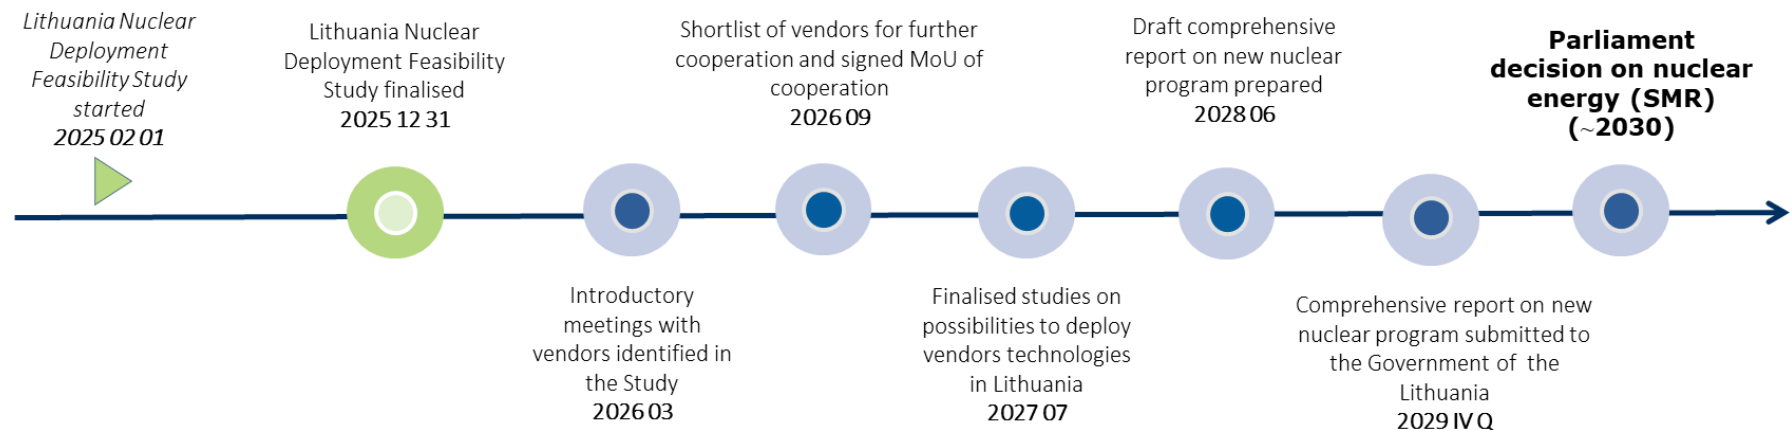 Lithuania Nuclear
Deployment
Feasibility Study
started
2025 02 01
Lithuania Nuclear
Deployment Feasibility
Study finalised
2025 12 31
Introductory
meetings with
vendors identified in
the Study
2026 03
Shortlist of vendors for further
cooperation and signed MoU of
cooperation
2026 09
Finalised studies on
possibilities to deploy
vendors technologies
in Lithuania
2027 07
Draft comprehensive
report on new nuclear
program prepared
2028 06
Comprehensive report on new
nuclear program submitted to
the Government of the
Lithuania
2029 IV Q
Parliament
decision on nuclear
energy (SMR)
(~2030)